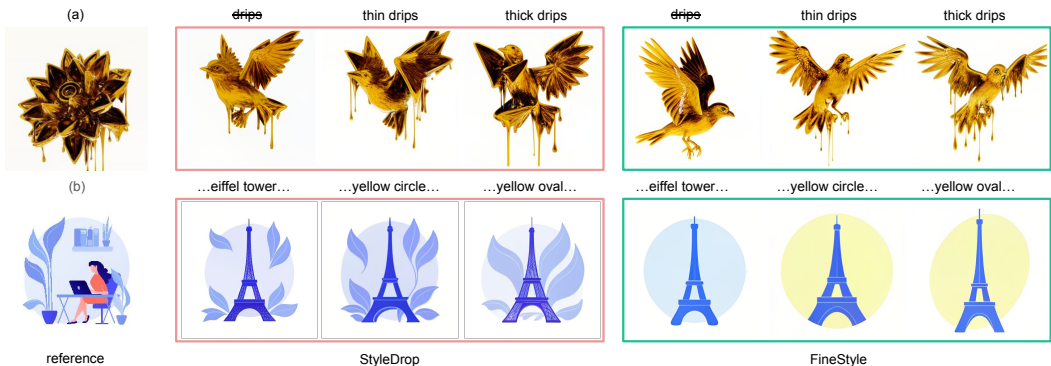 (a) drips thin drips thick drips drips thin drips thick drips
(b) ...eiffel tower... ...yellow circle... ...yellow oval... ...eiffel tower... ...yellow circle... ...yellow oval...
reference StyleDrop FineStyle